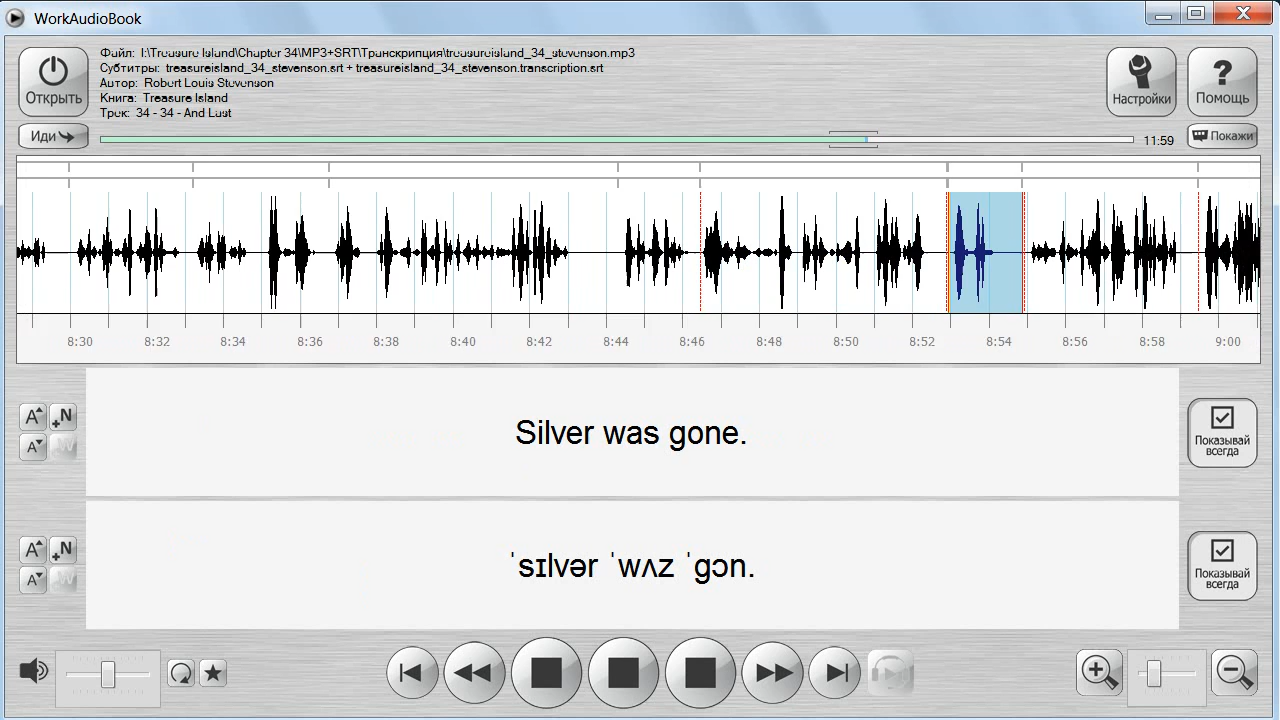 WorkAudioBook
Открыть
Файл: I:\Treasure Island\Chapter 34\MP3+SRT\Транскрипция\treasureisland_34_stevenson.mp3
Субтитры: treasureisland_34_stevenson.srt + treasureisland_34_stevenson.transcription.srt
Автор: Robert Louis Stevenson
Книга: Treasure Island
Трек: 34 - 34 - And Last
Настройки
Помощь
Иди
11:59
Покажи
8:30 8:32 8:34 8:36 8:38 8:40 8:42 8:44 8:46 8:48 8:50 8:52 8:54 8:56 8:58 9:00
A N
A W
Silver was gone.
Показывай
всегда
A N
A W
ˈsɪlvər ˈwʌz ˈgɔn.
Показывай
всегда